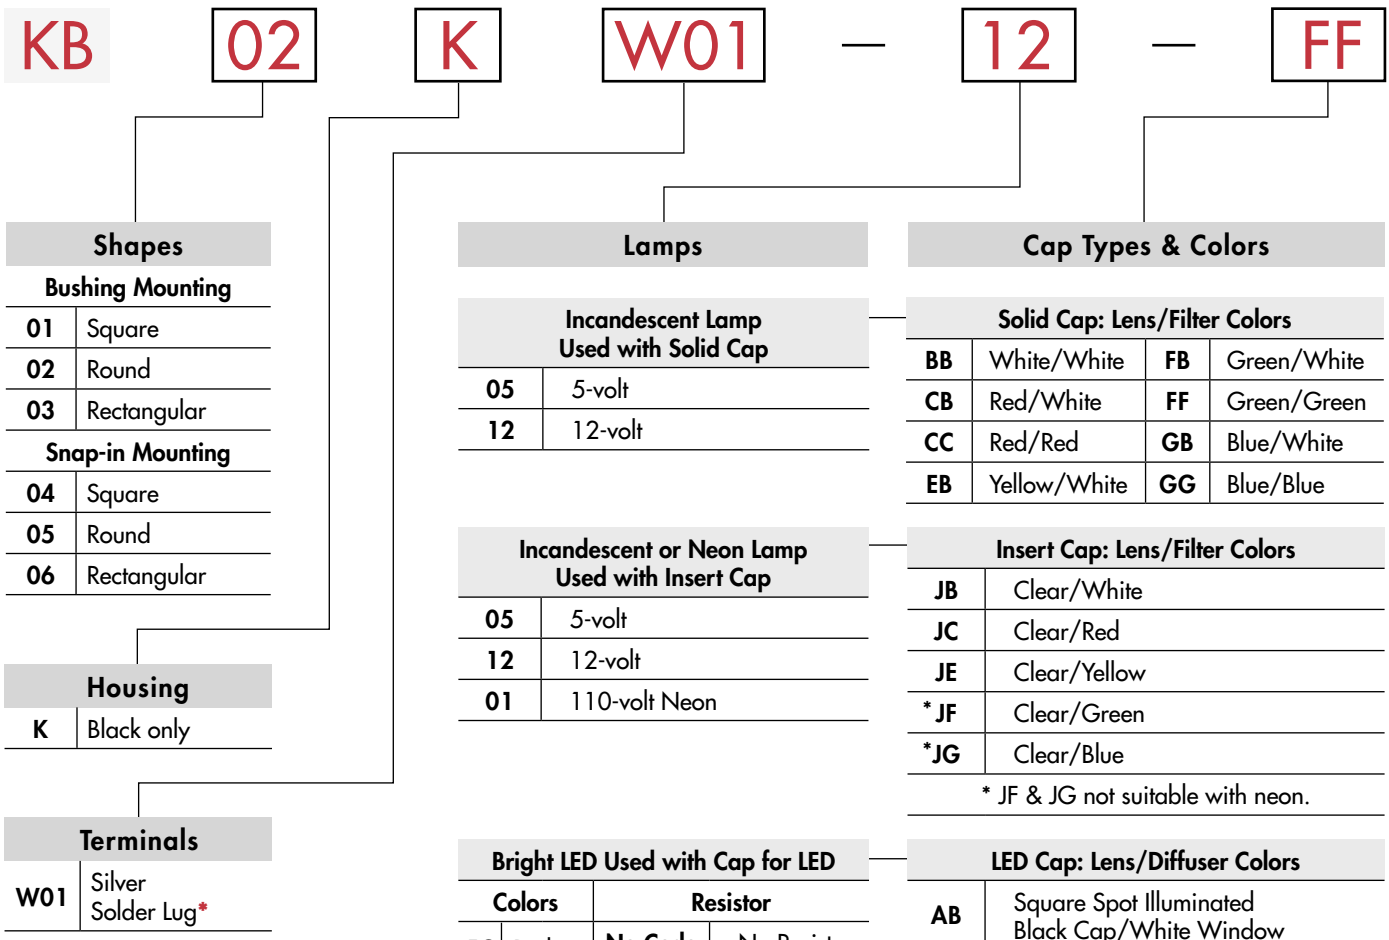 KB 02 K W01 — 12 — FF
Shapes
Bushing Mounting
01 Square
02 Round
03 Rectangular
Snap-in Mounting
04 Square
05 Round
06 Rectangular
Housing
K Black only
Terminals
W01 Silver
Solder Lug*
Lamps
Incandescent Lamp
Used with Solid Cap
05 5-volt
12 12-volt
Incandescent or Neon Lamp
Used with Insert Cap
05 5-volt
12 12-volt
01 110-volt Neon
Bright LED Used with Cap for LED
Colors Resistor
No Code No
Cap Types & Colors
Solid Cap: Lens/Filter Colors
BB White/White FB Green/White
CB Red/White FF Green/Green
CC Red/Red GB Blue/White
EB Yellow/White GG Blue/Blue
Insert Cap: Lens/Filter Colors
JB Clear/White
JC Clear/Red
JE Clear/Yellow
* JF Clear/Green
*JG Clear/Blue
* JF & JG not suitable with neon.
LED Cap: Lens/Diffuser Colors
AB Square Spot Illuminated
Black Cap/White Window